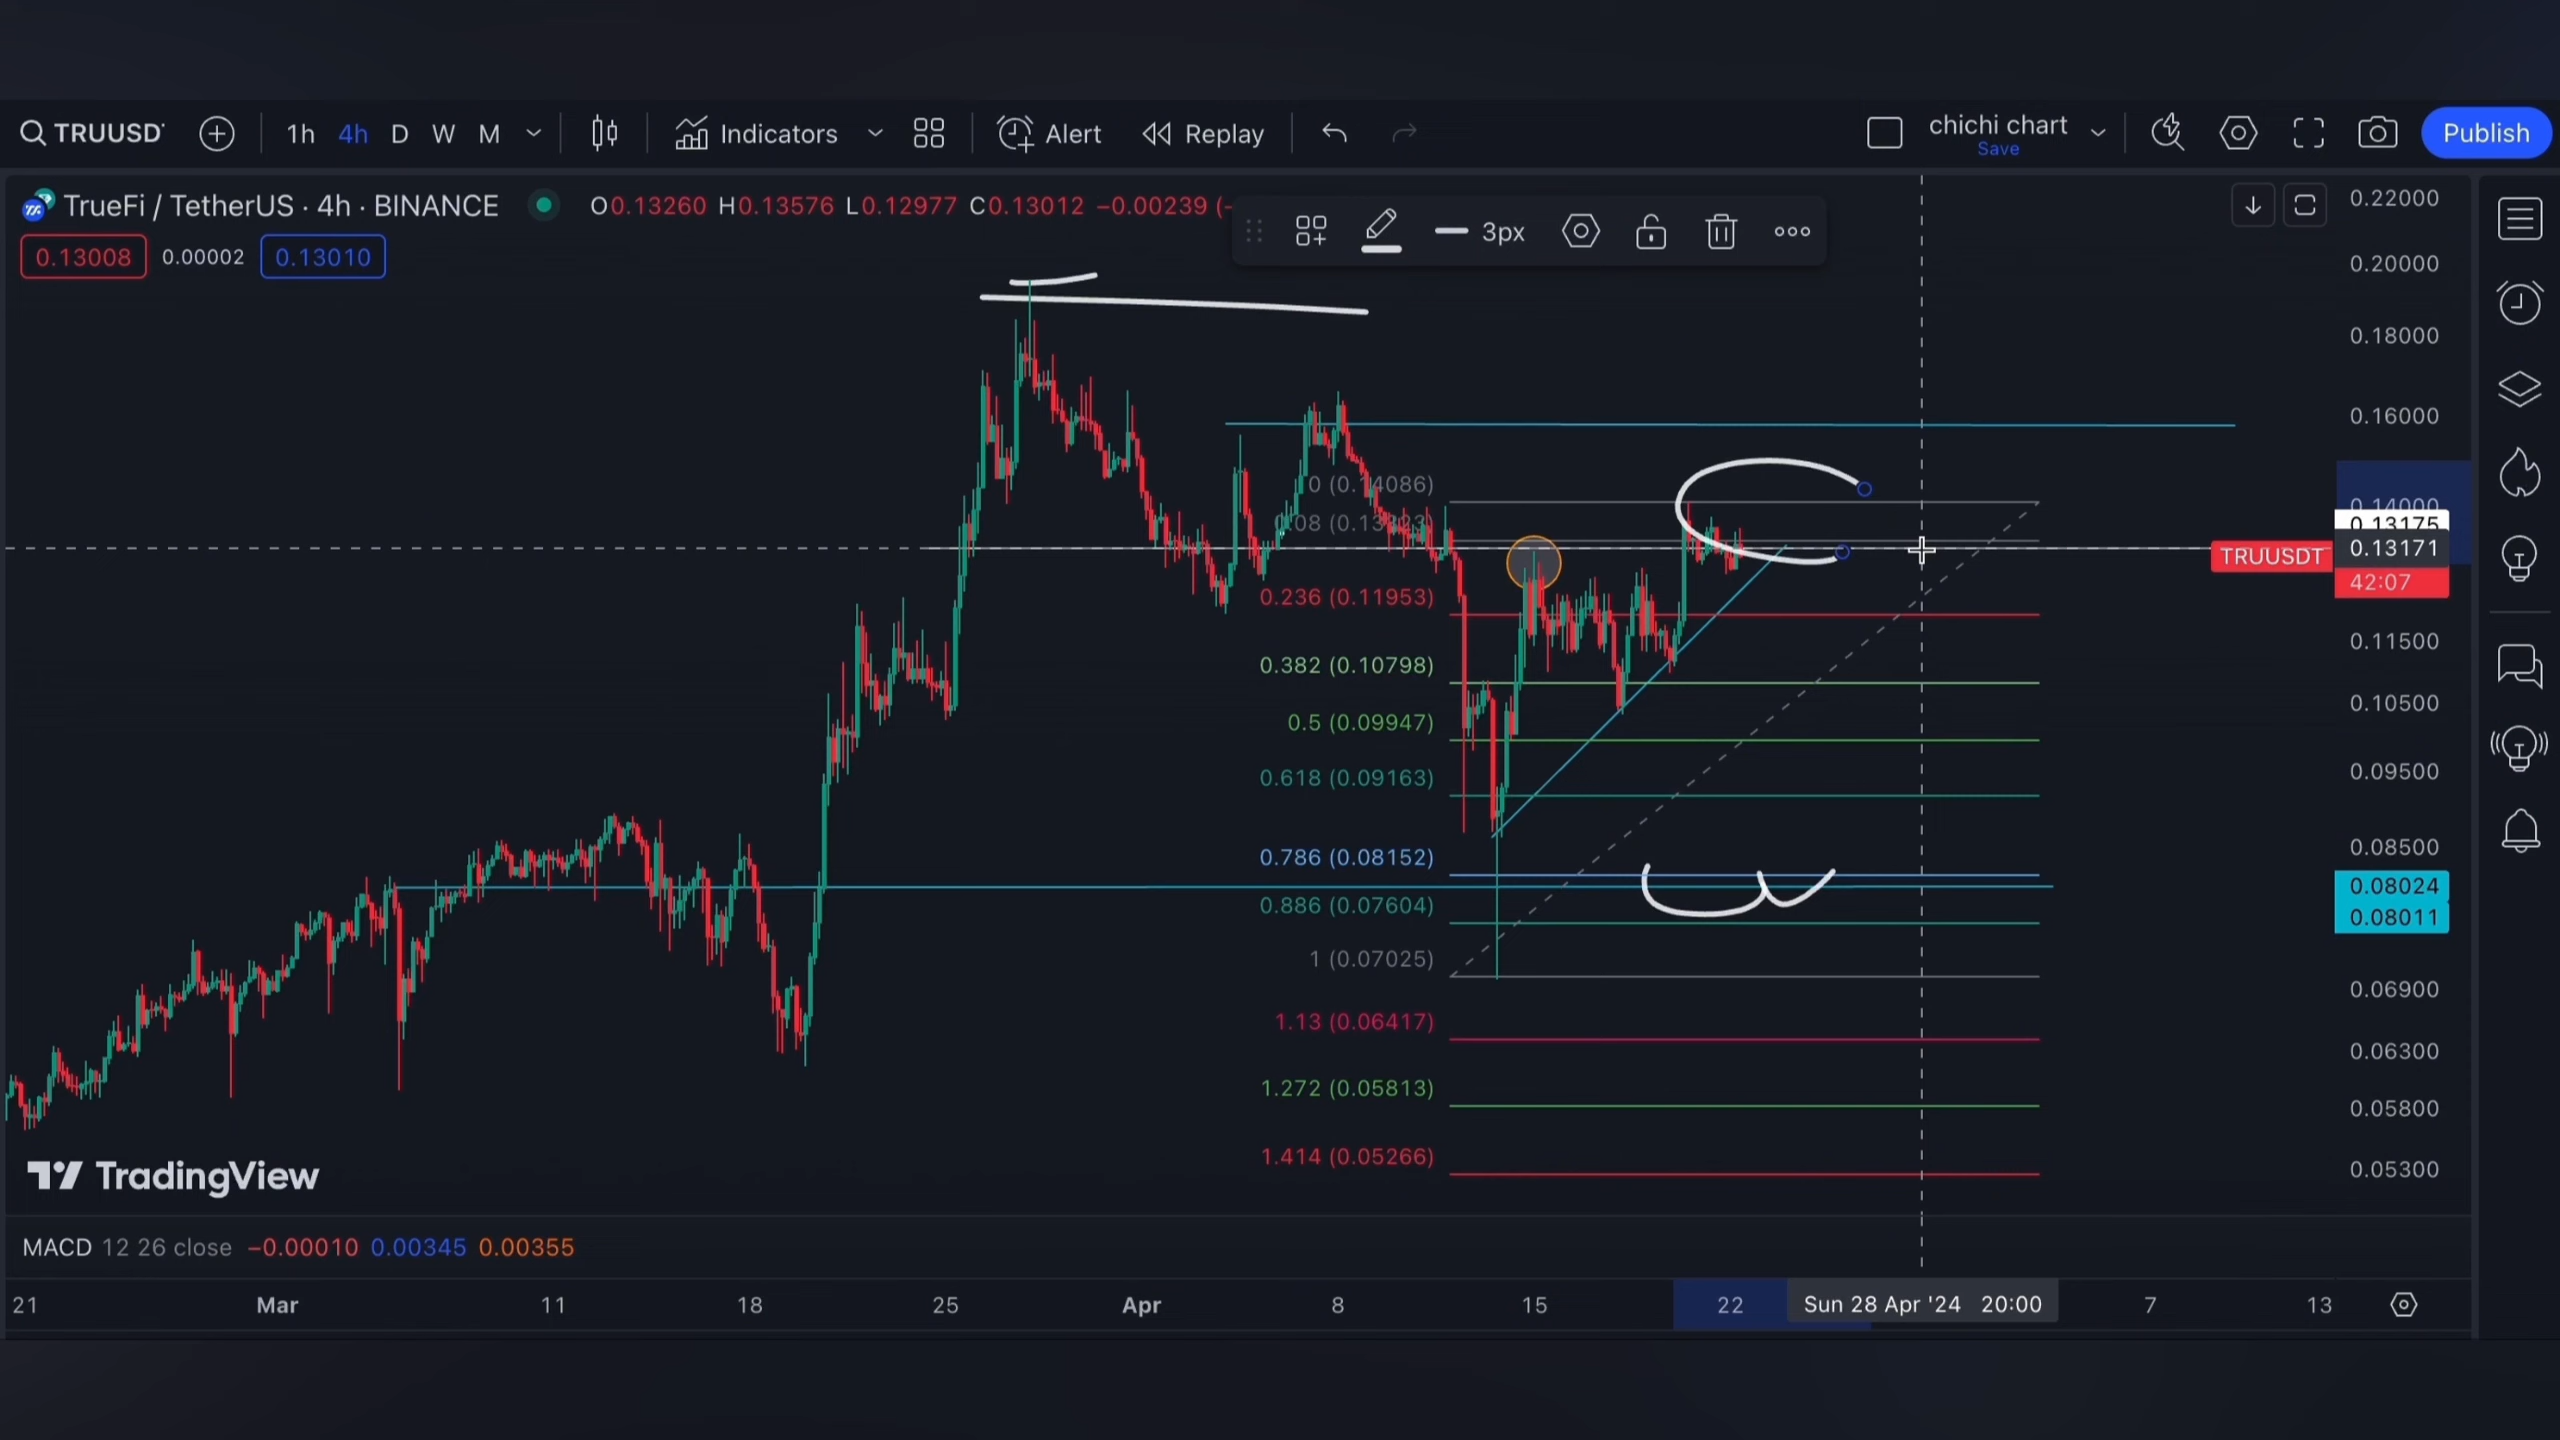 TRUUSD
1h 4h D W M Indicators Alert Replay
chichi chart
Save
Publish
TrueFi / TetherUS · 4h · BINANCE
O0.13260 H0.13576 L0.12977 C0.13012 −0.00239 (-
0.13008 0.00002 0.13010
3px
0.22000
0.20000
0.18000
0.16000
0.14000
0.13175
0.13171
TRUUSDT
42:07
0.11500
0.10500
0.09500
0.08500
0.08024
0.08011
0.06900
0.06300
0.05800
0.05300
0.236 (0.11953)
0.382 (0.10798)
0.5 (0.09947)
0.618 (0.09163)
0.786 (0.08152)
0.886 (0.07604)
1 (0.07025)
1.13 (0.06417)
1.272 (0.05813)
1.414 (0.05266)
TradingView
MACD 12 26 close −0.00010 0.00345 0.00355
21 Mar 11 18 25 Apr 8 15 22 Sun 28 Apr '24 20:00 7 13